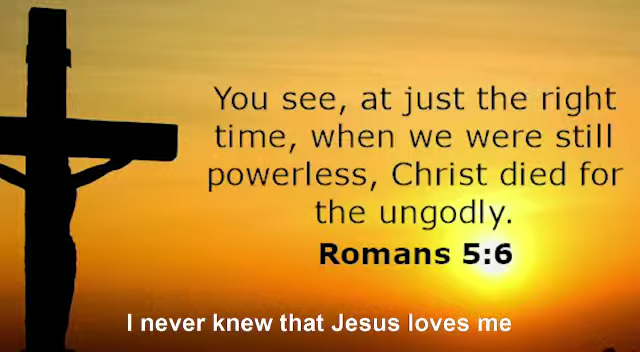 You see, at just the right
time, when we were still
powerless, Christ died for
the ungodly.
Romans 5:6
I never knew that Jesus loves me